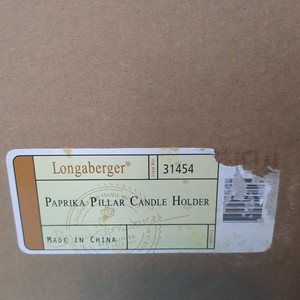 Longaberger®
31454
PAPRIKA PILLAR CANDLE HOLDER
MADE IN CHINA